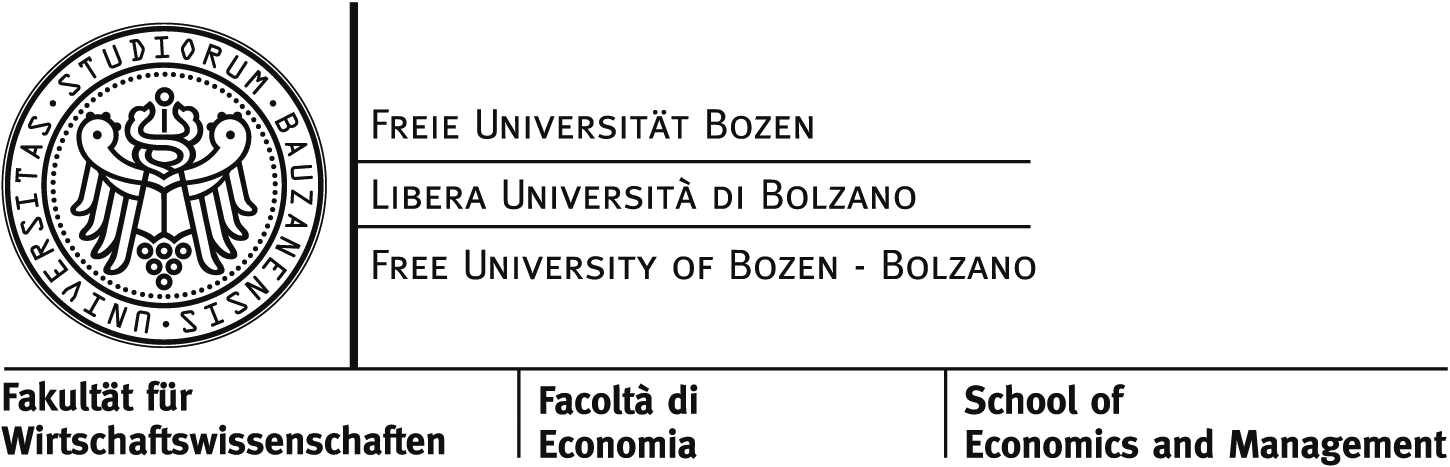 UNIVERSITAS · STUDIORUM · BAUZANENSIS ·
FREIE UNIVERSITÄT BOZEN
LIBERA UNIVERSITÀ DI BOLZANO
FREE UNIVERSITY OF BOZEN - BOLZANO
Fakultät für
Wirtschaftswissenschaften
Facoltà di
Economia
School of
Economics and Management